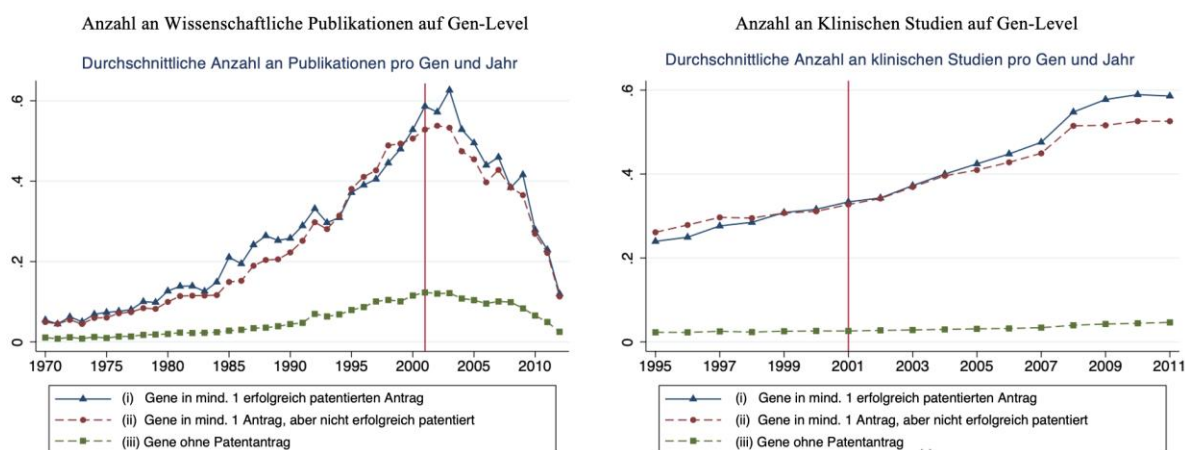 Anzahl an Wissenschaftliche Publikationen auf Gen-Level
Durchschnittliche Anzahl an Publikationen pro Gen und Jahr
.6
.4
.2
0
1970 1975 1980 1985 1990 1995 2000 2005 2010
(i) Gene in mind. 1 erfolgreich patentierten Antrag
(ii) Gene in mind. 1 Antrag, aber nicht erfolgreich patentiert
(iii) Gene ohne Patentantrag
Anzahl an Klinischen Studien auf Gen-Level
Durchschnittliche Anzahl an klinischen Studien pro Gen und Jahr
.6
.4
.2
0
1995 1997 1999 2001 2003 2005 2007 2009 2011
(i) Gene in mind. 1 erfolgreich patentierten Antrag
(ii) Gene in mind. 1 Antrag, aber nicht erfolgreich patentiert
(iii) Gene ohne Patentantrag